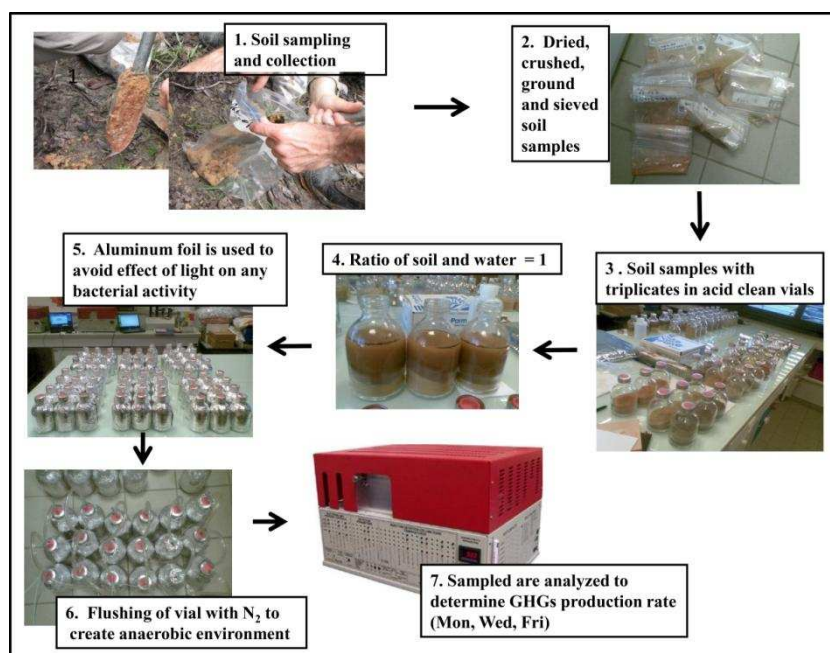 1
1. Soil sampling
and collection
2. Dried,
crushed,
ground
and sieved
soil
samples
3 . Soil samples with
triplicates in acid clean vials
4. Ratio of soil and water = 1
5. Aluminum foil is used to
avoid effect of light on any
bacterial activity
6. Flushing of vial with N₂ to
create anaerobic environment
7. Sampled are analyzed to
determine GHGs production rate
(Mon, Wed, Fri)